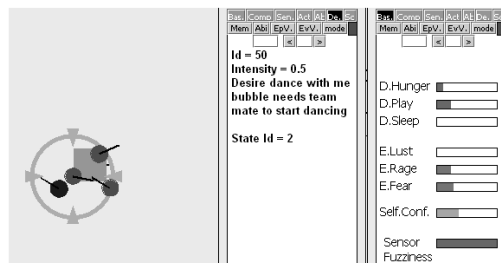 Bas. Comp Sen. Act Ab De. Sc
Mem Abi EpV. EvV. mode
< >
Id = 50
Intensity = 0.5
Desire dance with me
bubble needs team
mate to start dancing
State Id = 2
Bas. Comp Sen. Act Ab De. Sc
Mem Abi EpV. EvV. mode
< >
D.Hunger
D.Play
D.Sleep
E.Lust
E.Rage
E.Fear
Self.Conf.
Sensor
Fuzziness